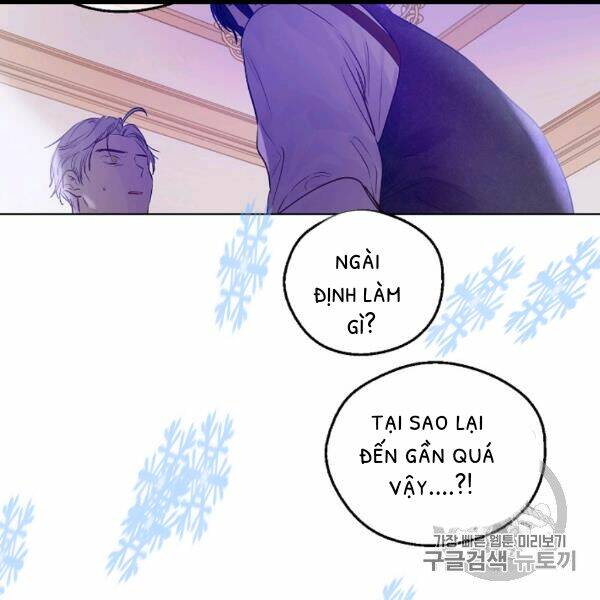 NGÀI
ĐỊNH LÀM
GÌ?
TẠI SAO LẠI
ĐẾN GẦN QUÁ
VẬY....?!
가장 빠른 웹툰 미리보기
구글검색 뉴토끼